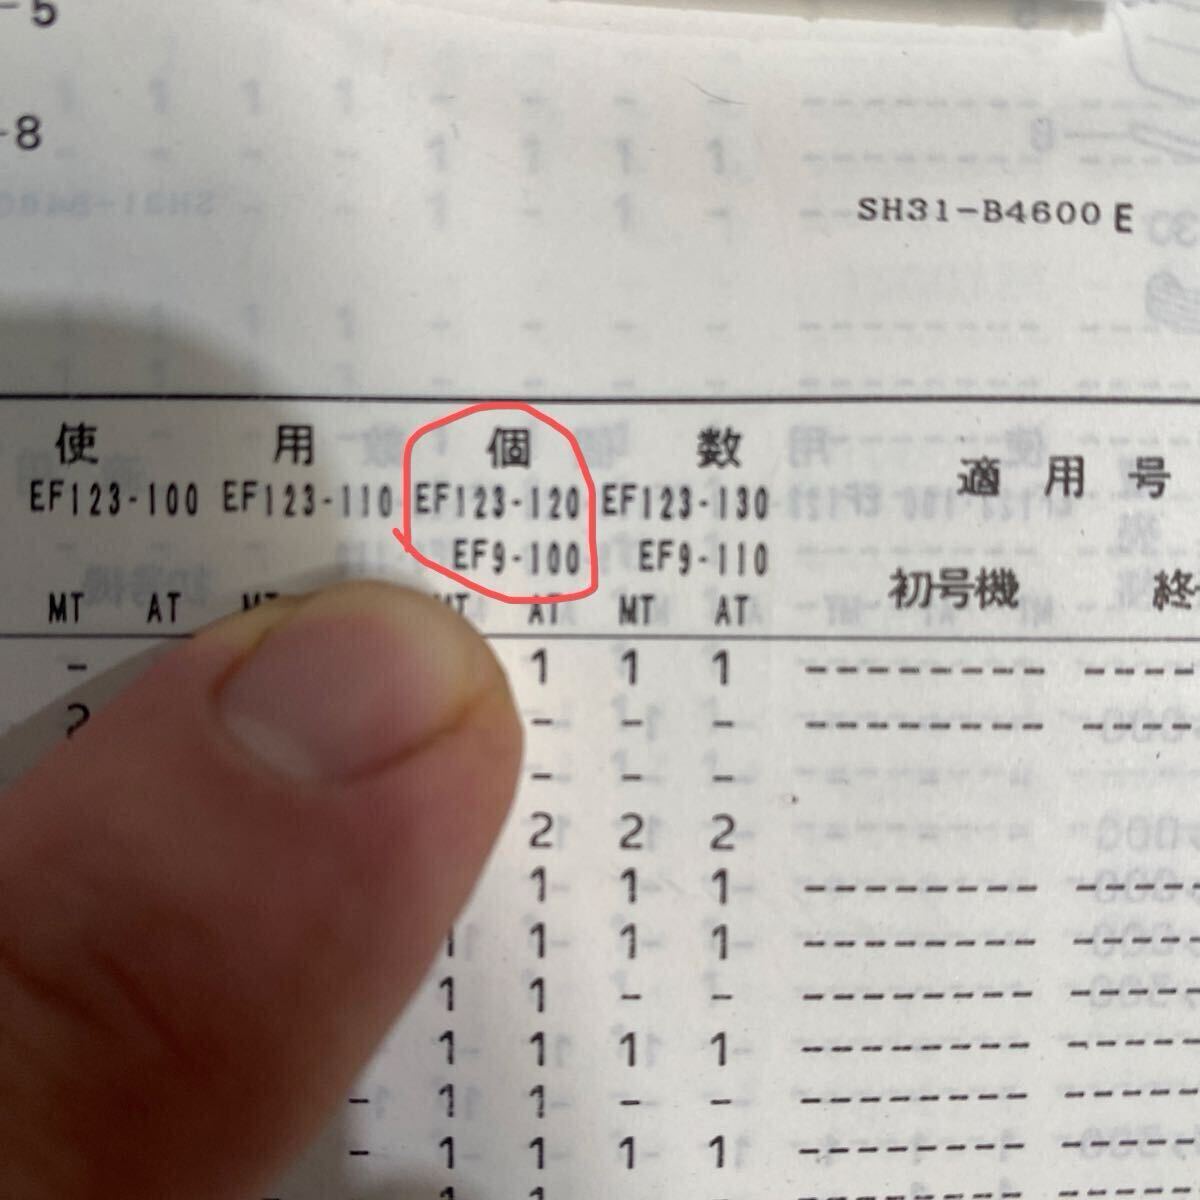 -5
-8
SH31-B4600 E
使 用 個 数
EF123-100 EF123-110 EF123-120 EF123-130
適 用 号
EF9-100 EF9-110
初号機 終
MT AT MT AT MT AT
- 1 1 1 -------- ----
2 - - - --------
- - -
2 2 2
1 1 1 -------- ----
1 1 1 1 -------- ----
1 1 - - -------- ----
1 1 1 1 -------- ----
- 1 1 - - -------- ----
- 1 1 1 1 -------- ----
- 1 1